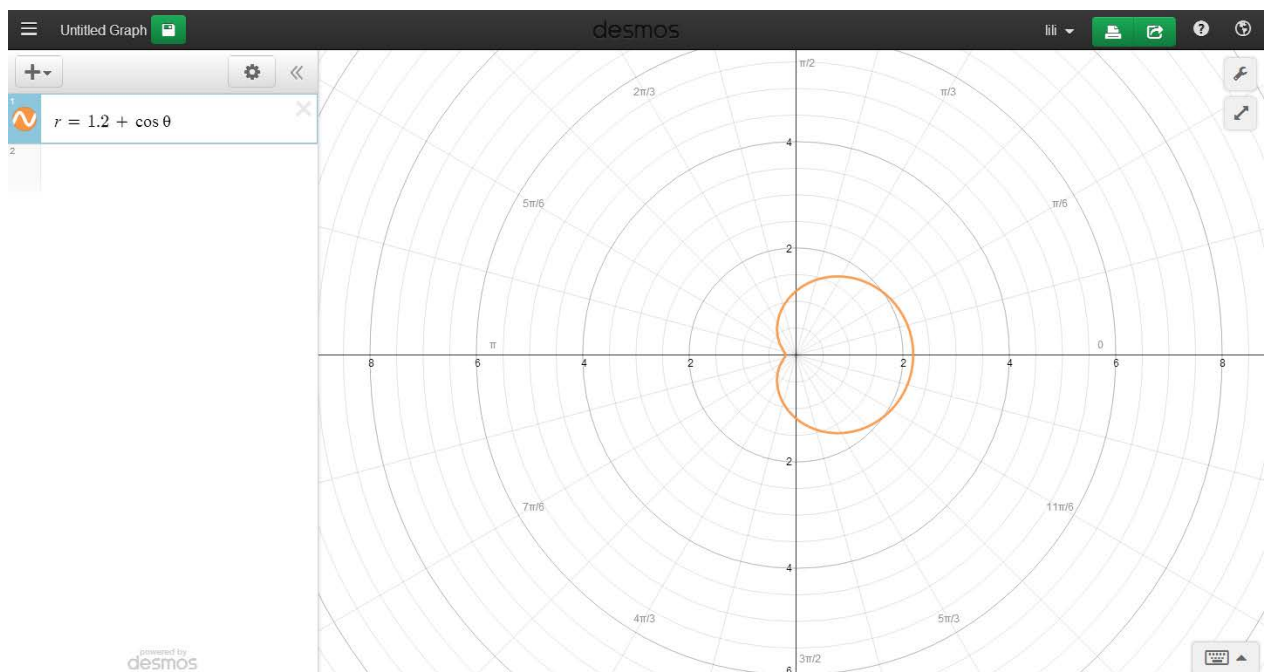 Untitled Graph
desmos
lili
1
r = 1.2 + cos θ
2
π/2
2π/3
π/3
4
5π/6
π/6
2
π
0
8
6
4
2
2
4
6
8
2
7π/6
11π/6
4
4π/3
5π/3
3π/2
6
powered by
desmos